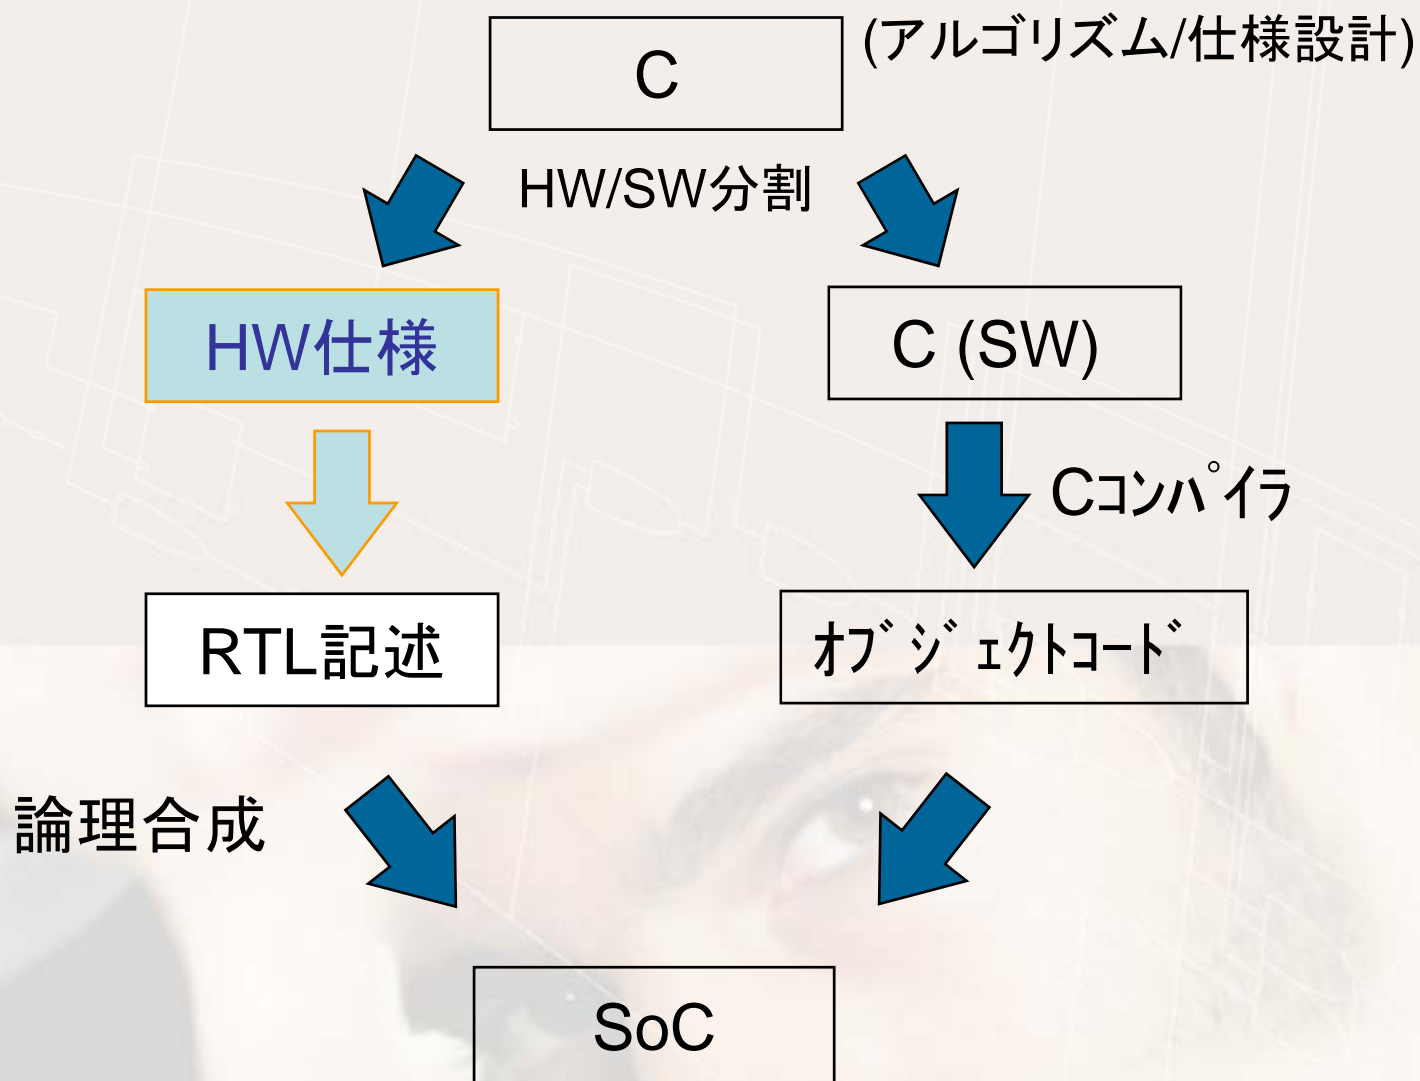 C
(アルゴリズム/仕様設計)
HW/SW分割
HW仕様
C (SW)
Cｺﾝﾊﾟｲﾗ
RTL記述
ｵﾌﾞｼﾞｪｸﾄｺｰﾄﾞ
論理合成
SoC